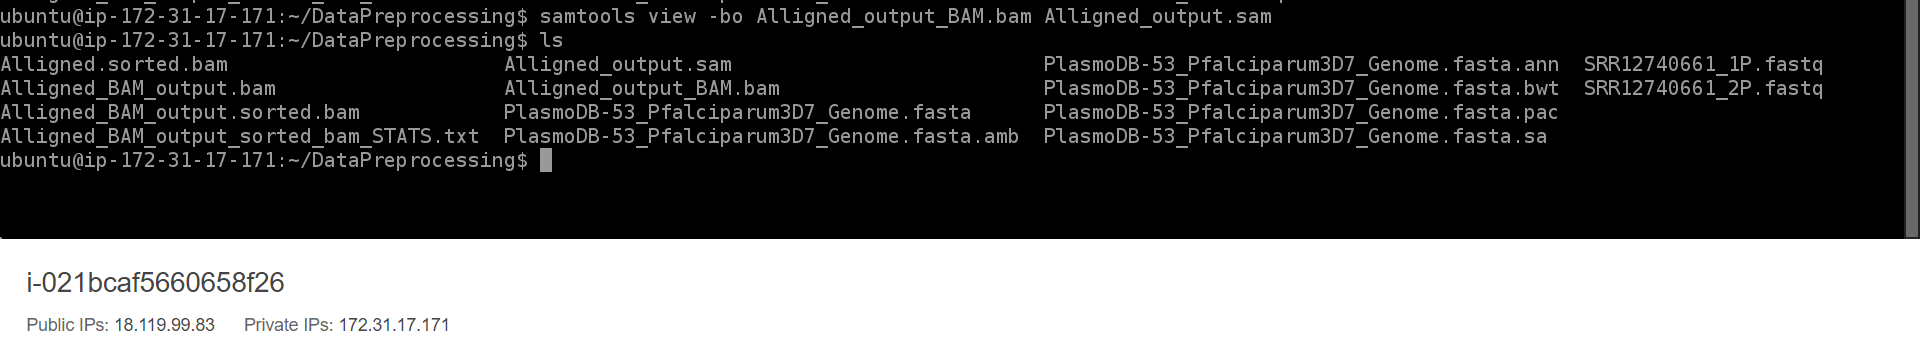 ubuntu@ip-172-31-17-171:~/DataPreprocessing$ samtools view -bo Alligned_output_BAM.bam Alligned_output.sam
ubuntu@ip-172-31-17-171:~/DataPreprocessing$ ls
Alligned.sorted.bam Alligned_output.sam PlasmoDB-53_Pfalciparum3D7_Genome.fasta.ann SRR12740661_1P.fastq
Alligned_BAM_output.bam Alligned_output_BAM.bam PlasmoDB-53_Pfalciparum3D7_Genome.fasta.bwt SRR12740661_2P.fastq
Alligned_BAM_output.sorted.bam PlasmoDB-53_Pfalciparum3D7_Genome.fasta PlasmoDB-53_Pfalciparum3D7_Genome.fasta.pac
Alligned_BAM_output_sorted_bam_STATS.txt PlasmoDB-53_Pfalciparum3D7_Genome.fasta.amb PlasmoDB-53_Pfalciparum3D7_Genome.fasta.sa
ubuntu@ip-172-31-17-171:~/DataPreprocessing$
i-021bcaf5660658f26
Public IPs: 18.119.99.83 Private IPs: 172.31.17.171